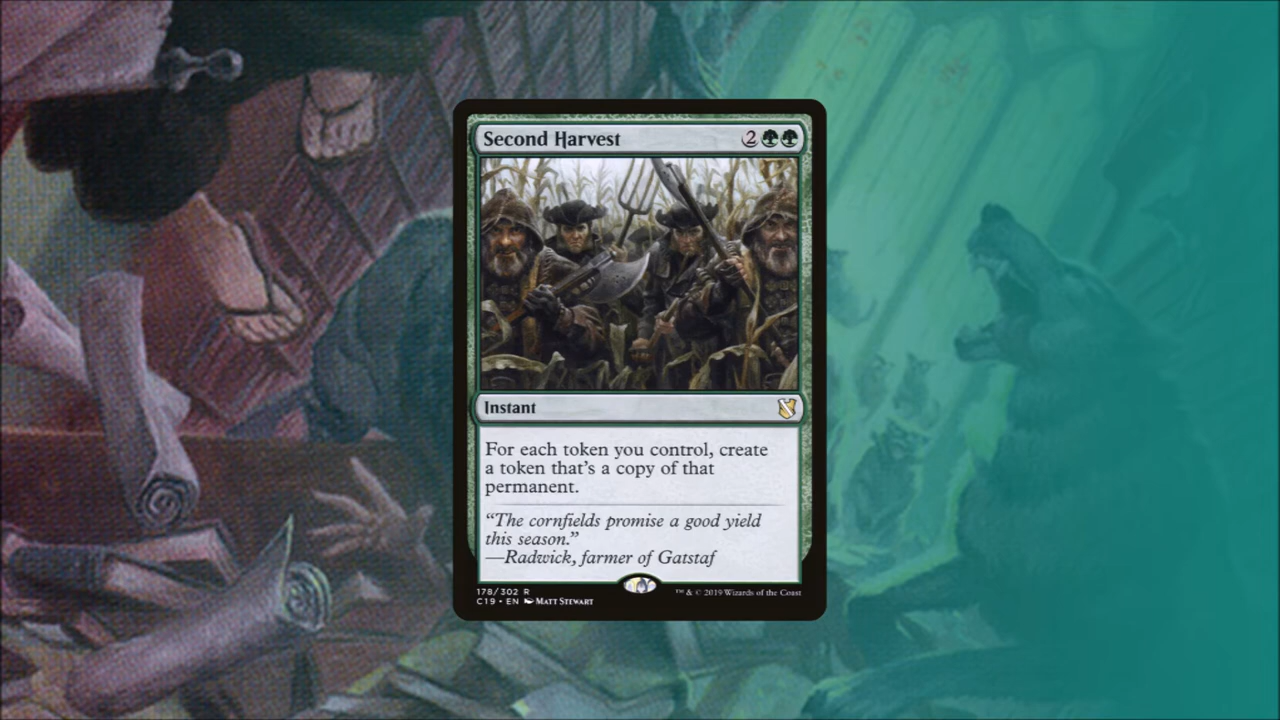 Second Harvest 2
Instant
For each token you control, create
a token that's a copy of that
permanent.
“The cornfields promise a good yield
this season.”
—Radwick, farmer of Gatstaf
178/302 R
C19 • EN Matt Stewart
™ & © 2019 Wizards of the Coast